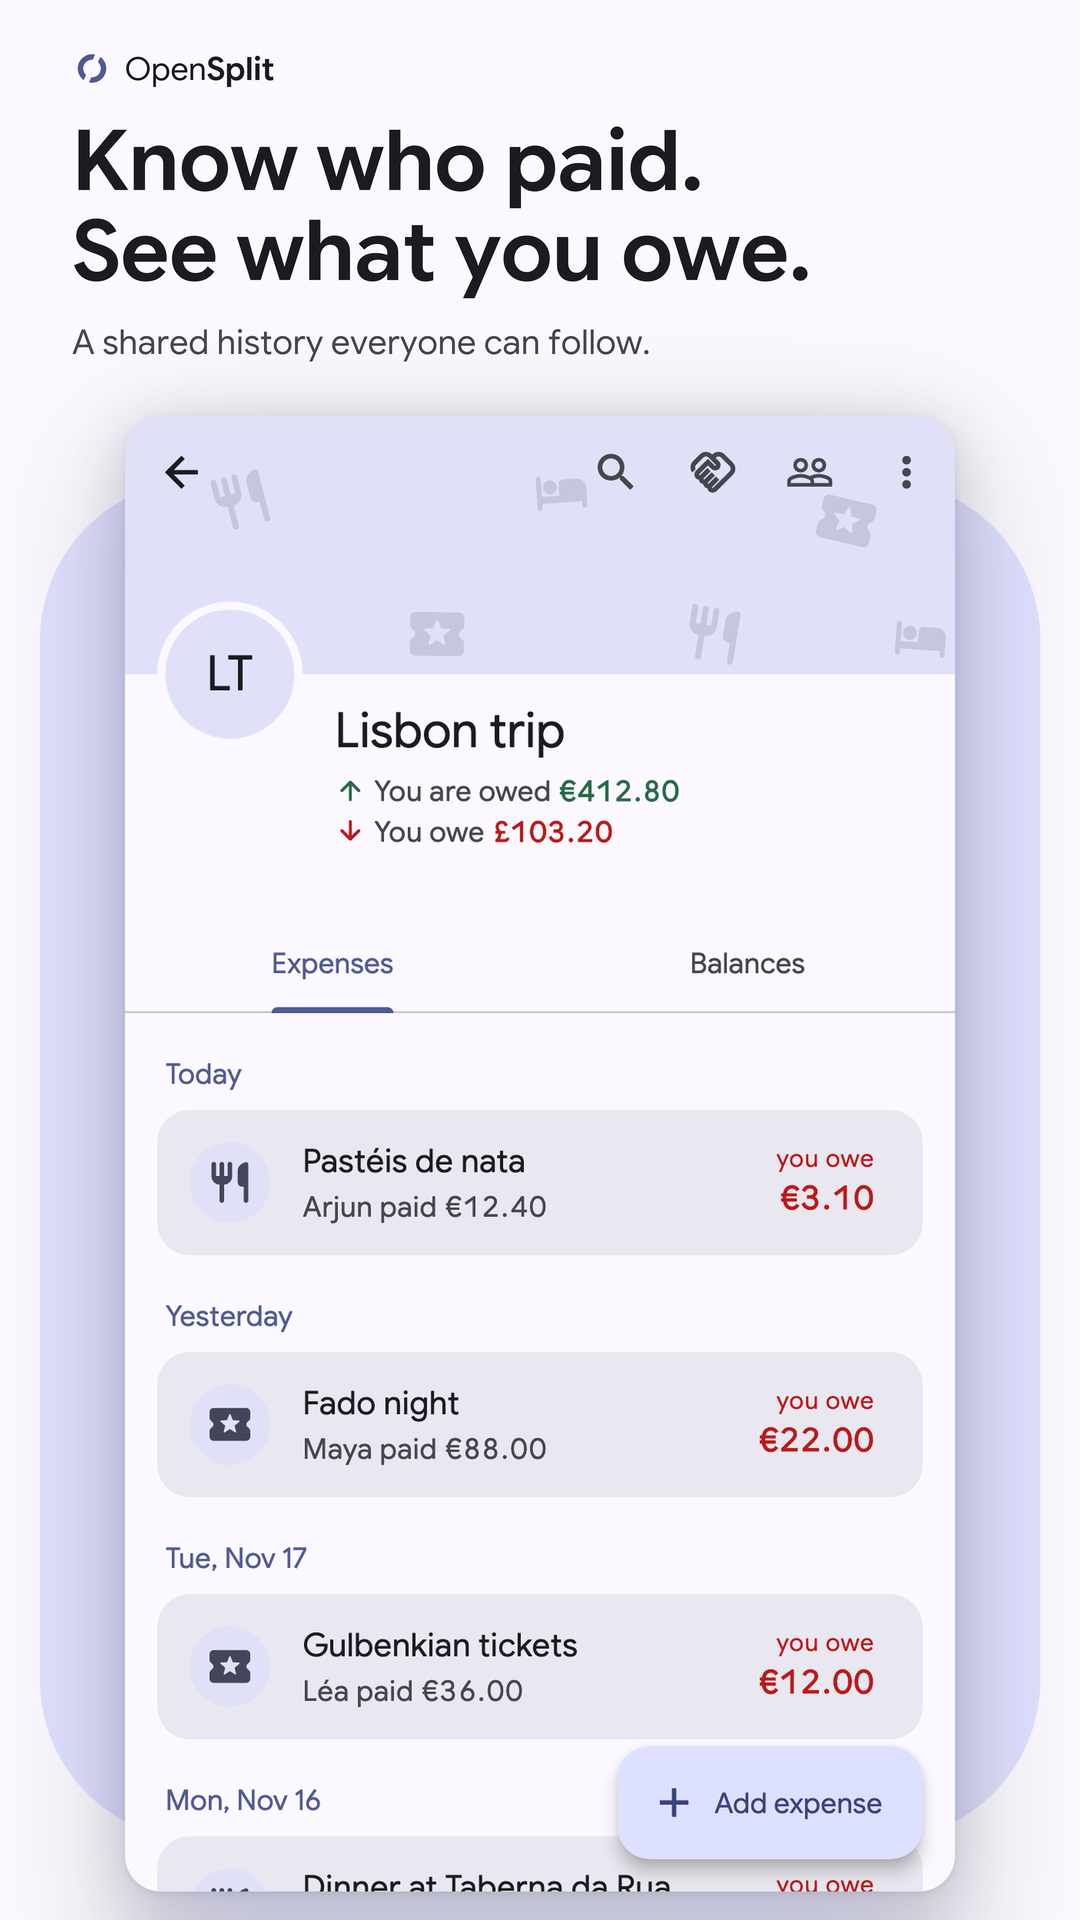 OpenSplit
Know who paid.
See what you owe.
A shared history everyone can follow.
LT
Lisbon trip
You are owed €412.80
You owe £103.20
Expenses
Balances
Today
Pastéis de nata
Arjun paid €12.40
you owe
€3.10
Yesterday
Fado night
Maya paid €88.00
you owe
€22.00
Tue, Nov 17
Gulbenkian tickets
Léa paid €36.00
you owe
€12.00
Mon, Nov 16
Add expense
Dinner at Taberna da Rua
you owe